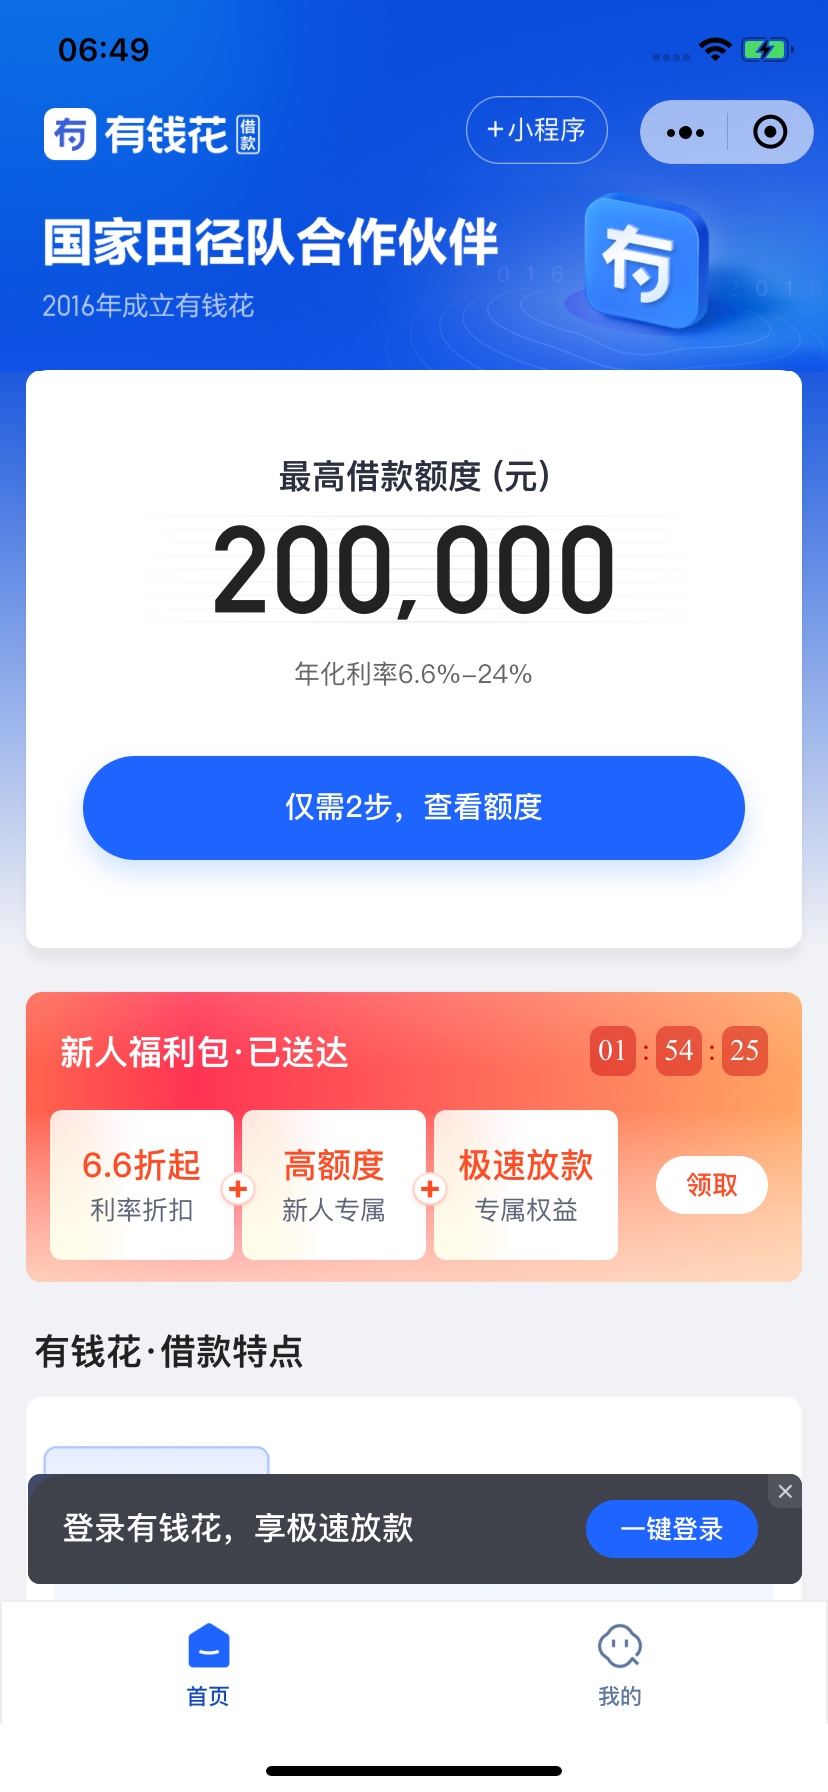 06:49
有钱花 借款
+小程序
国家田径队合作伙伴
2016年成立有钱花
2016
2016
最高借款额度 (元)
200,000
年化利率6.6%-24%
仅需2步，查看额度
新人福利包·已送达
01 : 54 : 25
6.6折起
利率折扣
高额度
新人专属
极速放款
专属权益
领取
有钱花·借款特点
登录有钱花，享极速放款
一键登录
首页
我的